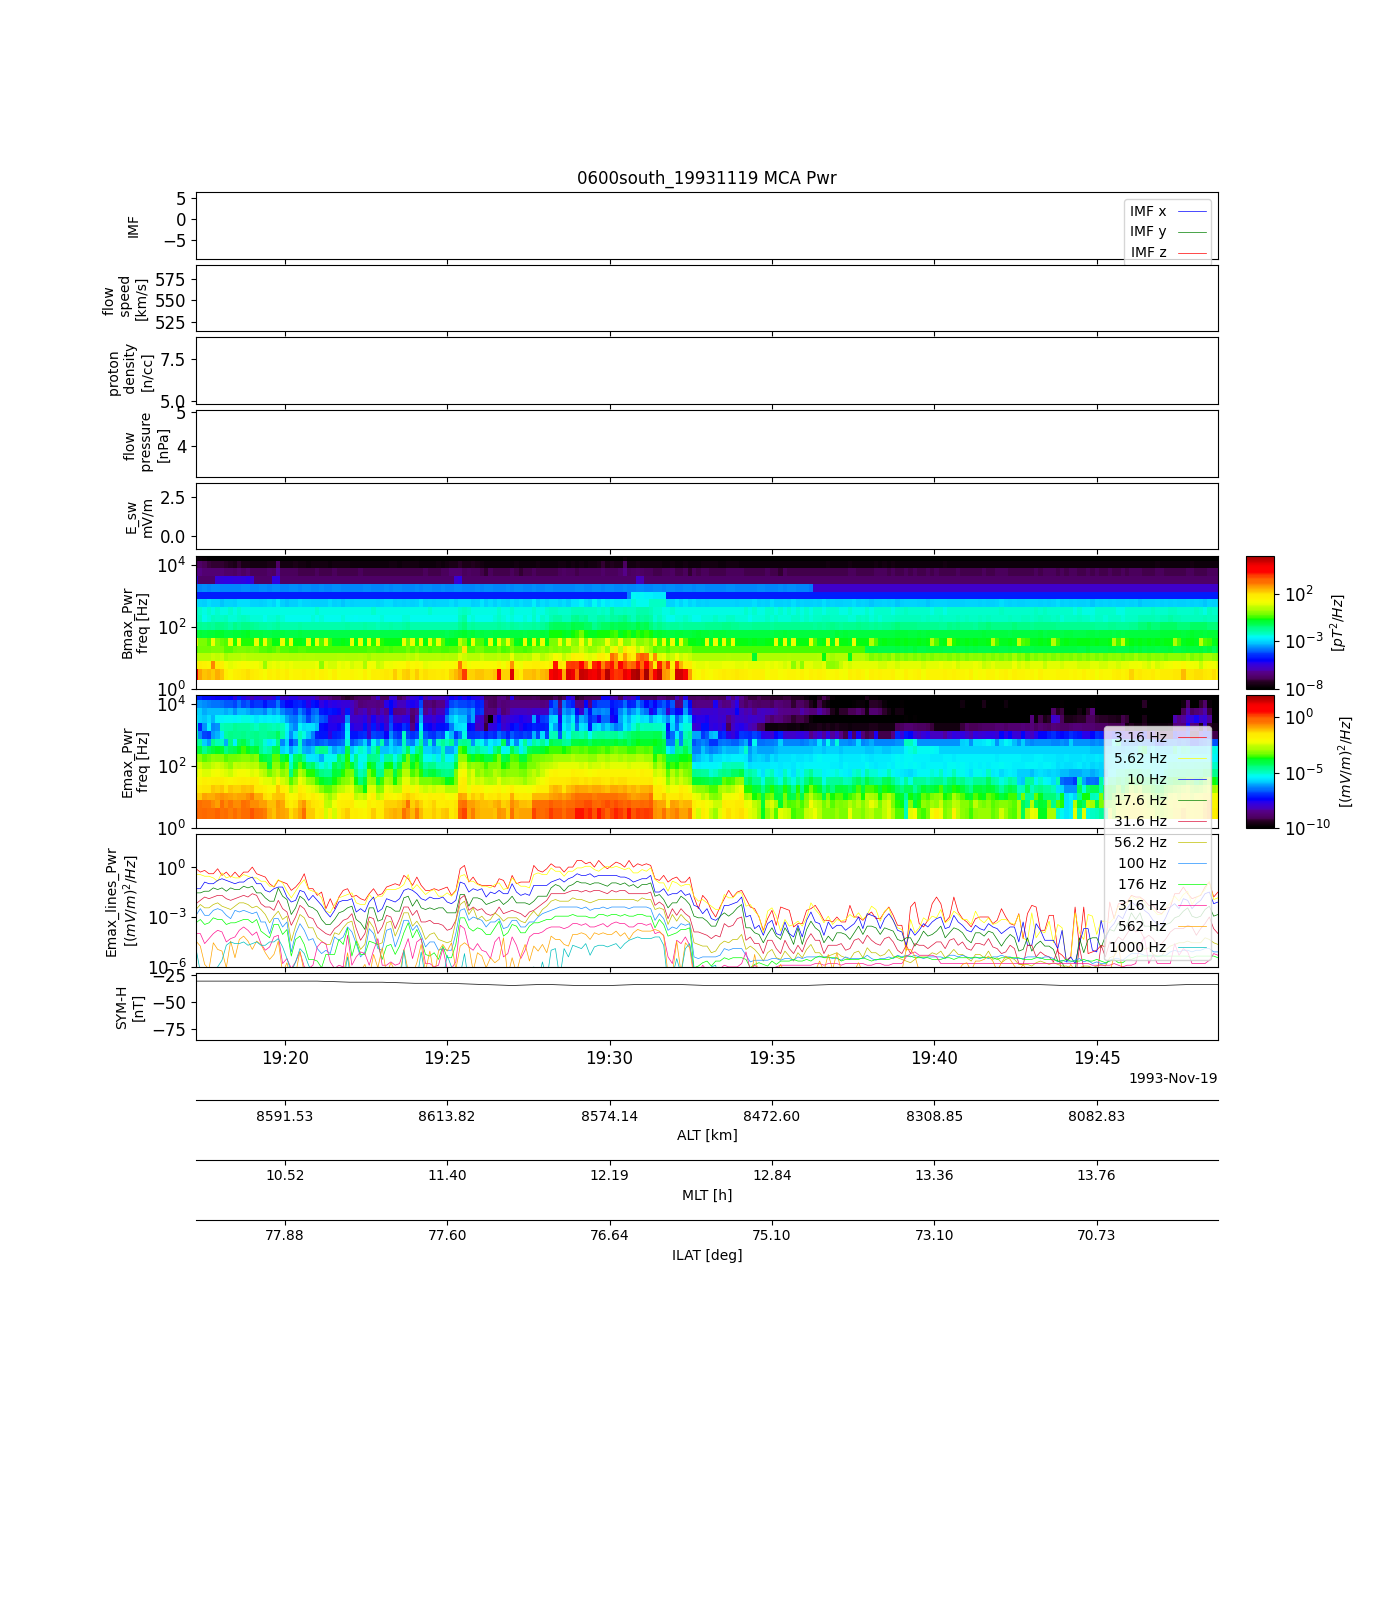 0600south_19931119 MCA Pwr
IMF
5
0
−5
IMF x
IMF y
IMF z
flow
speed
[km/s]
575
550
525
proton
density
[n/cc]
7.5
5.0
flow
pressure
[nPa]
5
4
E_sw
mV/m
2.5
0.0
Bmax_Pwr
freq [Hz]
10^4
10^2
10^0
10^2
10^−3
10^−8
[pT^2/Hz]
Emax_Pwr
freq [Hz]
10^4
10^2
10^0
10^0
10^−5
10^−10
[(mV/m)^2/Hz]
3.16 Hz
5.62 Hz
10 Hz
17.6 Hz
31.6 Hz
56.2 Hz
100 Hz
176 Hz
316 Hz
562 Hz
1000 Hz
Emax_lines_Pwr
[(mV/m)^2/Hz]
10^0
10^−3
10^−6
SYM-H
[nT]
−25
−50
−75
19:20 19:25 19:30 19:35 19:40 19:45
1993-Nov-19
8591.53 8613.82 8574.14 8472.60 8308.85 8082.83
ALT [km]
10.52 11.40 12.19 12.84 13.36 13.76
MLT [h]
77.88 77.60 76.64 75.10 73.10 70.73
ILAT [deg]